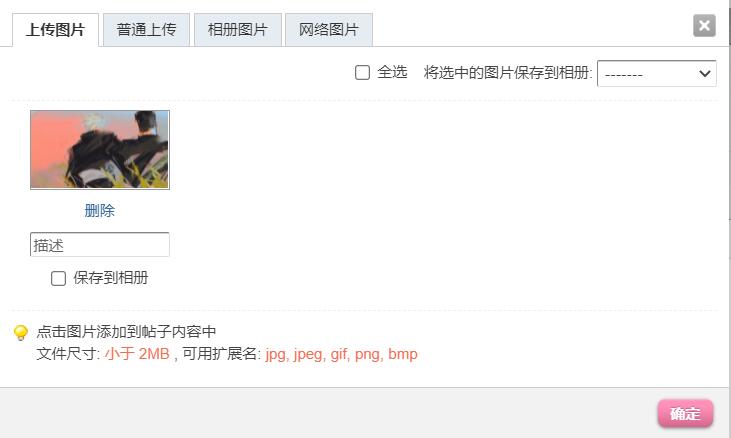 上传图片 普通上传 相册图片 网络图片
全选 将选中的图片保存到相册: -------
删除
描述
保存到相册
点击图片添加到帖子内容中
文件尺寸: 小于 2MB , 可用扩展名: jpg, jpeg, gif, png, bmp
确定